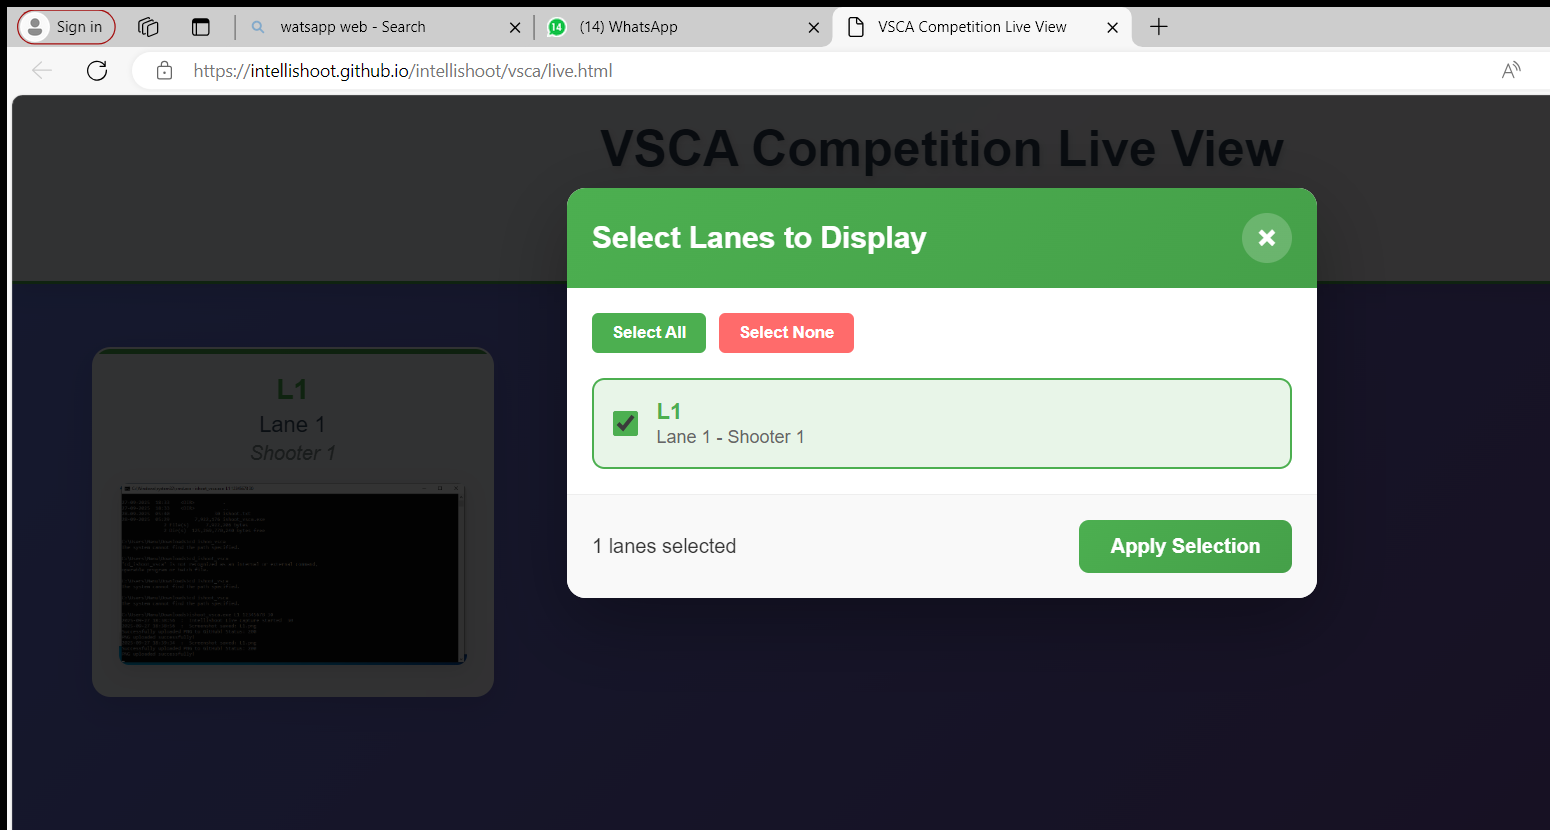 Sign in
watsapp web - Search
14
(14) WhatsApp
VSCA Competition Live View
https://intellishoot.github.io/intellishoot/vsca/live.html
VSCA Competition Live View
Select Lanes to Display
Select All
Select None
L1
Lane 1 - Shooter 1
1 lanes selected
Apply Selection
L1
Lane 1
Shooter 1